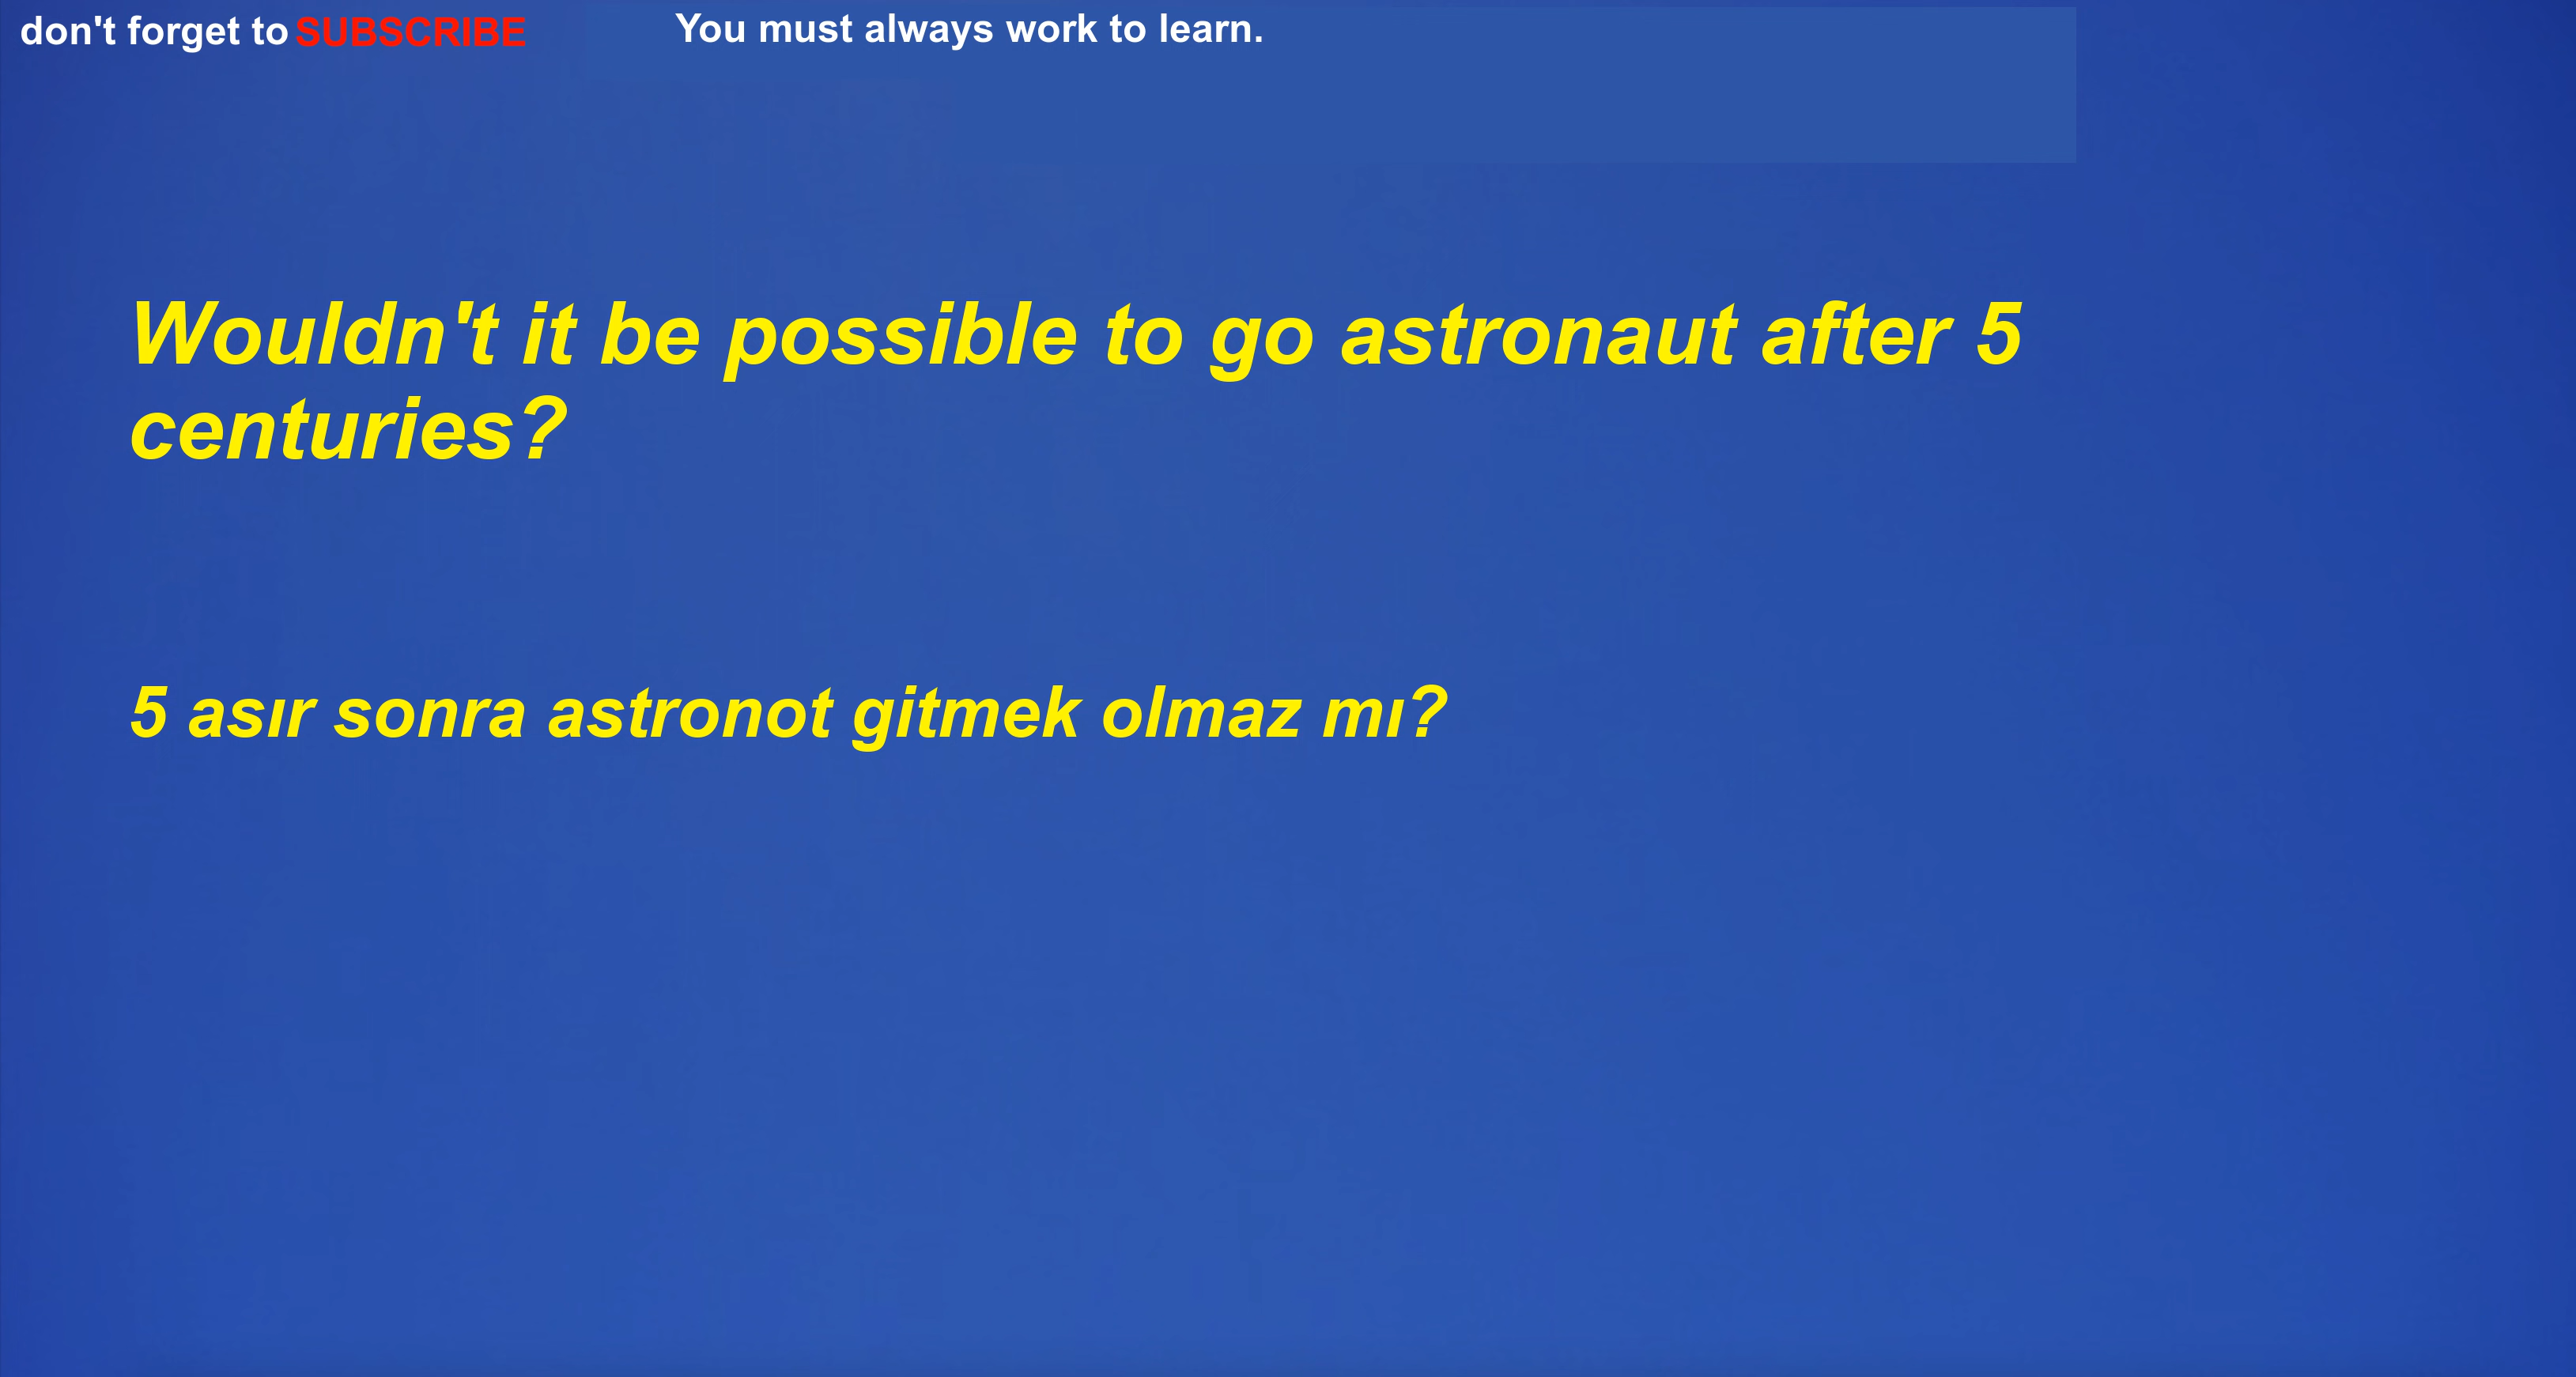 don't forget to SUBSCRIBE
You must always work to learn.
Wouldn't it be possible to go astronaut after 5
centuries?
5 asır sonra astronot gitmek olmaz mı?